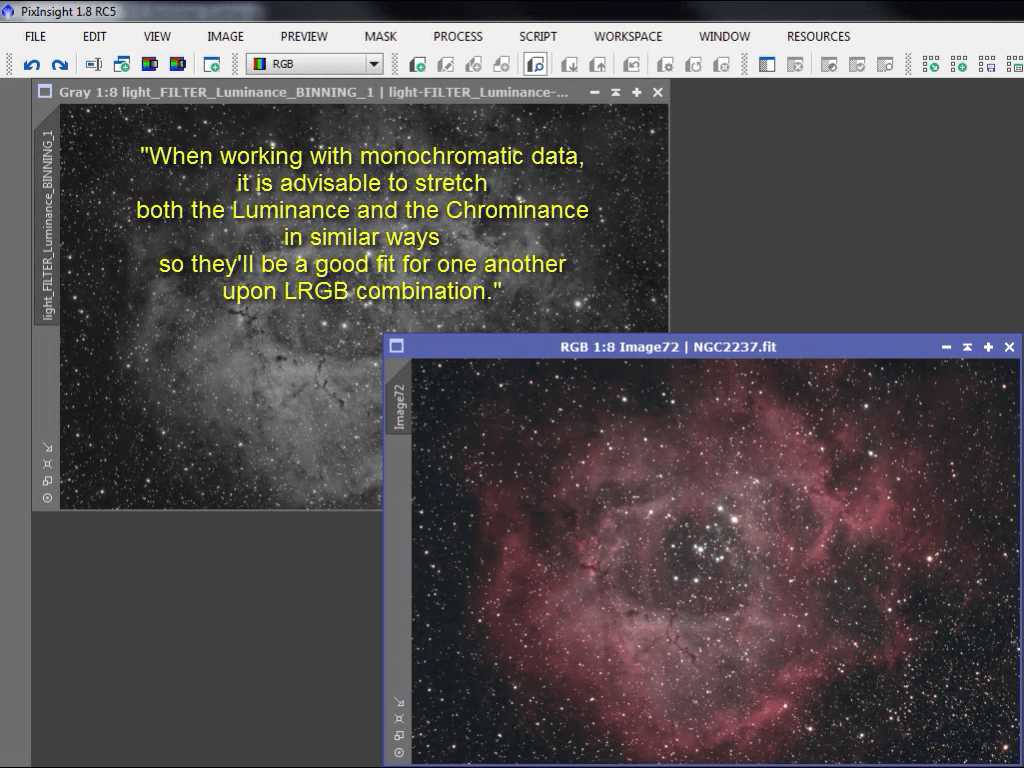 PixInsight 1.8 RC5
FILE EDIT VIEW IMAGE PREVIEW MASK PROCESS SCRIPT WORKSPACE WINDOW RESOURCES
RGB
Gray 1:8 light_FILTER_Luminance_BINNING_1 | light-FILTER_Luminance-...
light_FILTER_Luminance_BINNING_1
"When working with monochromatic data,
it is advisable to stretch
both the Luminance and the Chrominance
in similar ways
so they'll be a good fit for one another
upon LRGB combination."
RGB 1:8 Image72 | NGC2237.fit
Image72